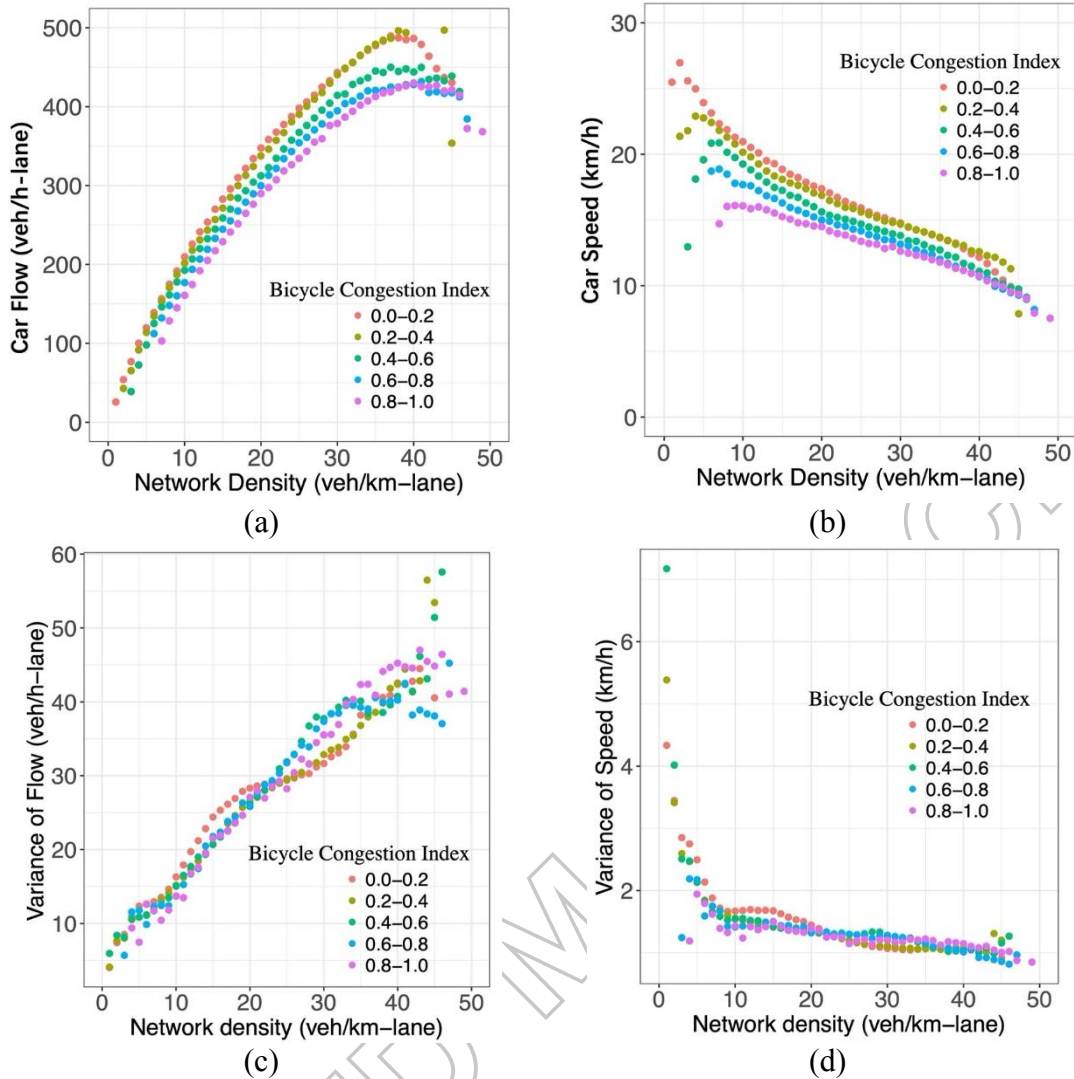 500
400
300
200
100
0
Car Flow (veh/h-lane)
Bicycle Congestion Index
0.0–0.2
0.2–0.4
0.4–0.6
0.6–0.8
0.8–1.0
0 10 20 30 40 50
Network Density (veh/km–lane)
(a)
30
20
10
0
Car Speed (km/h)
Bicycle Congestion Index
0.0–0.2
0.2–0.4
0.4–0.6
0.6–0.8
0.8–1.0
0 10 20 30 40 50
Network Density (veh/km–lane)
(b)
60
50
40
30
20
10
Variance of Flow (veh/h–lane)
Bicycle Congestion Index
0.0–0.2
0.2–0.4
0.4–0.6
0.6–0.8
0.8–1.0
0 10 20 30 40 50
Network density (veh/km–lane)
(c)
6
4
2
Variance of Speed (km/h)
Bicycle Congestion Index
0.0–0.2
0.2–0.4
0.4–0.6
0.6–0.8
0.8–1.0
0 10 20 30 40 50
Network density (veh/km–lane)
(d)